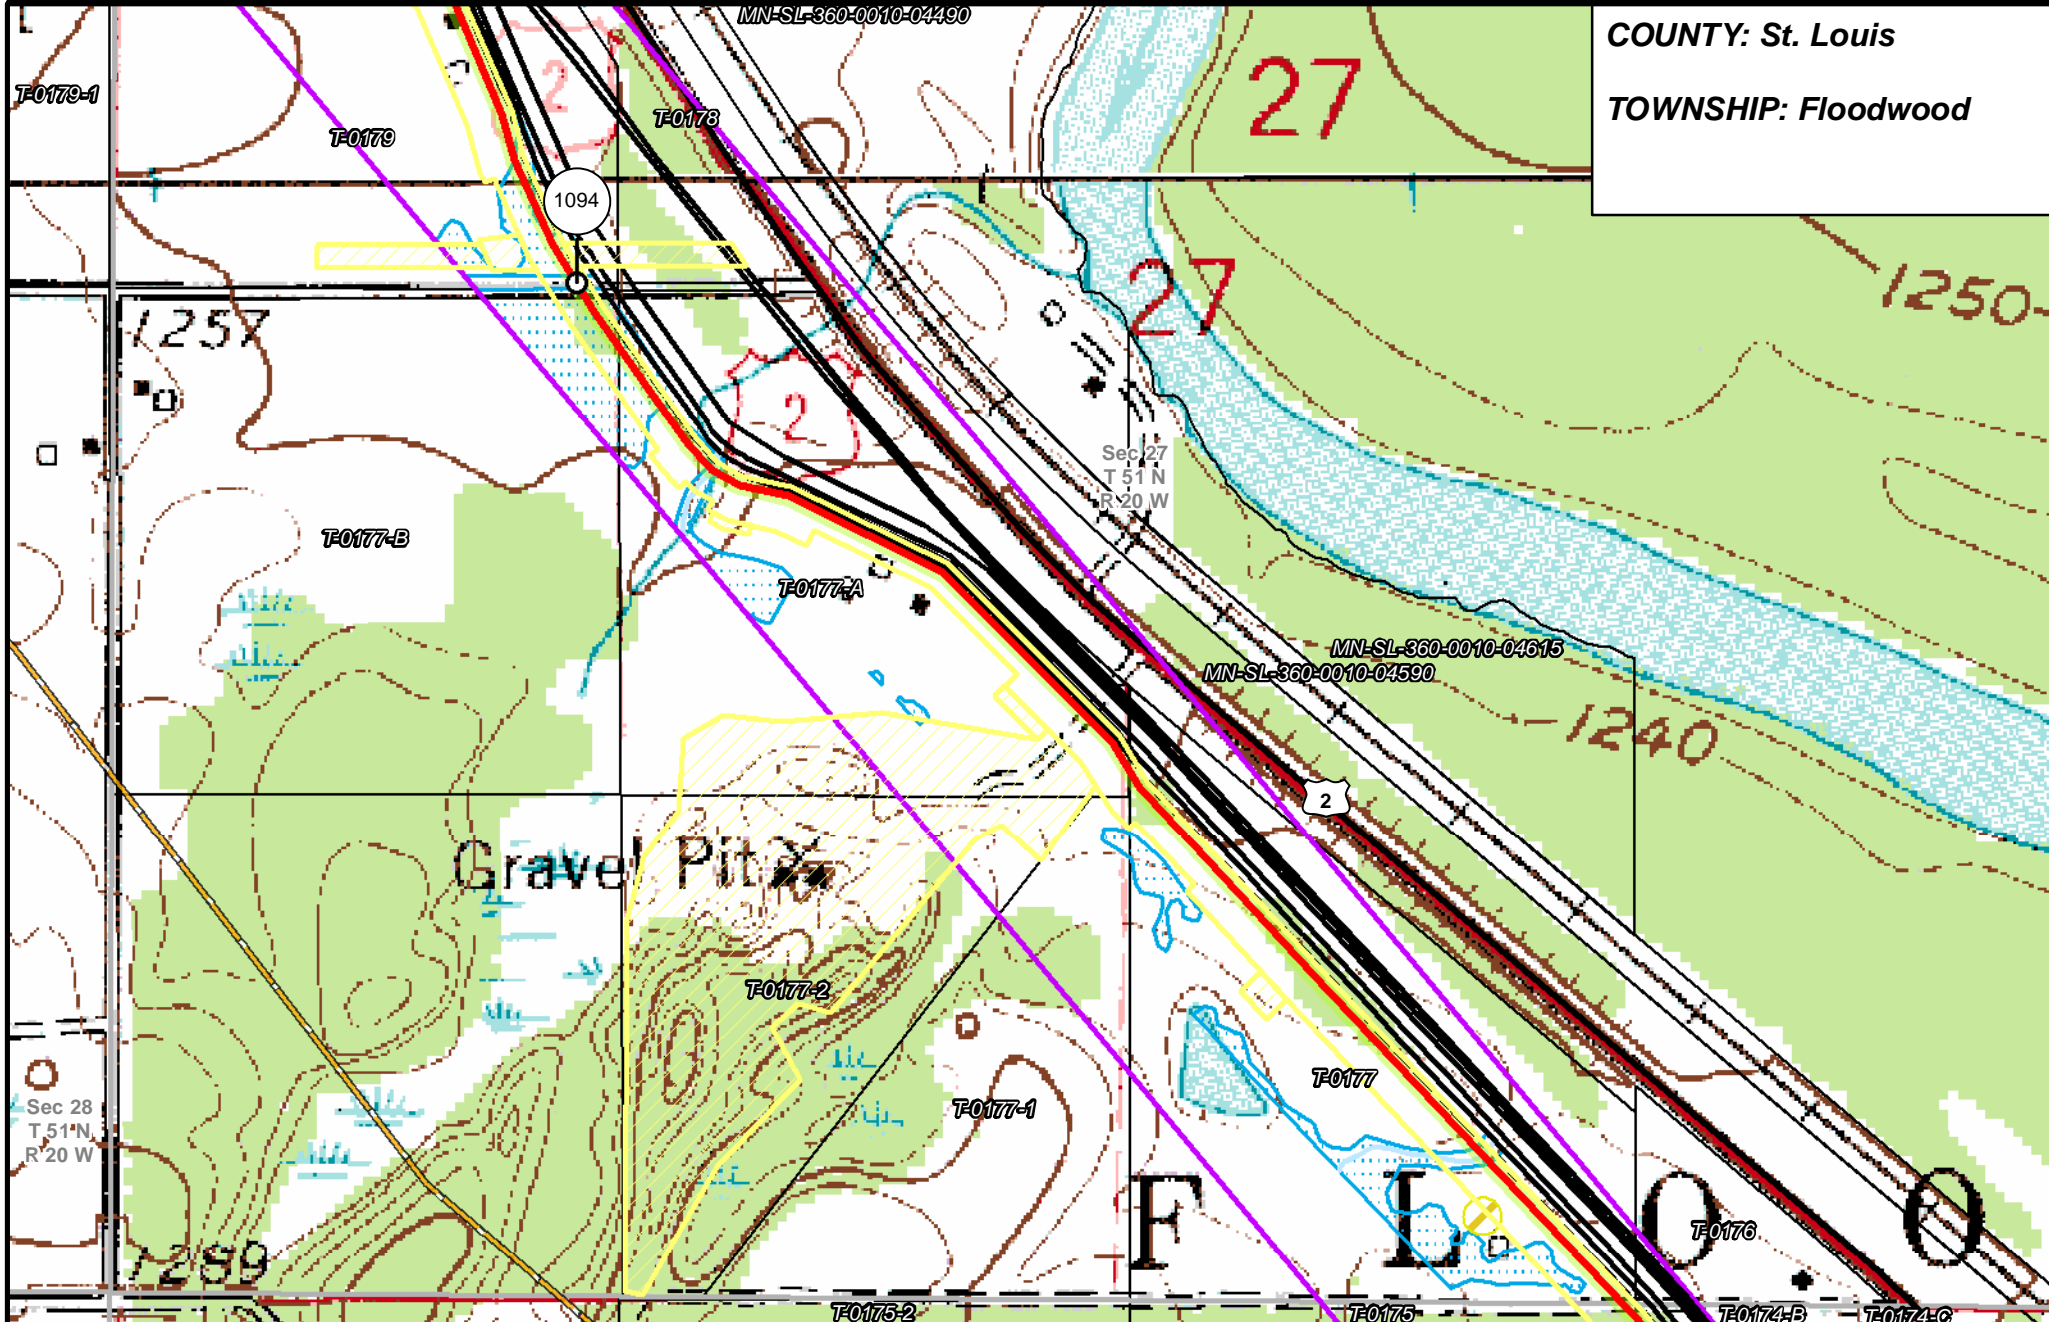 MN-SL-360-0010-04490
COUNTY: St. Louis
TOWNSHIP: Floodwood
T-0179-1
T-0179
2
T-0178
27
1094
27
1250
1257
2
Sec 27
T 51 N
R 20 W
T-0177-B
T-0177-A
MN-SL-360-0010-04615
MN-SL-360-0010-04590
1240
2
Gravel Pit
T-0177-2
T-0177
T-0177-1
Sec 28
T 51 N
R 20 W
F L O O
T-0176
1289
T-0175-2
T-0175
T-0174-B
T-0174-C